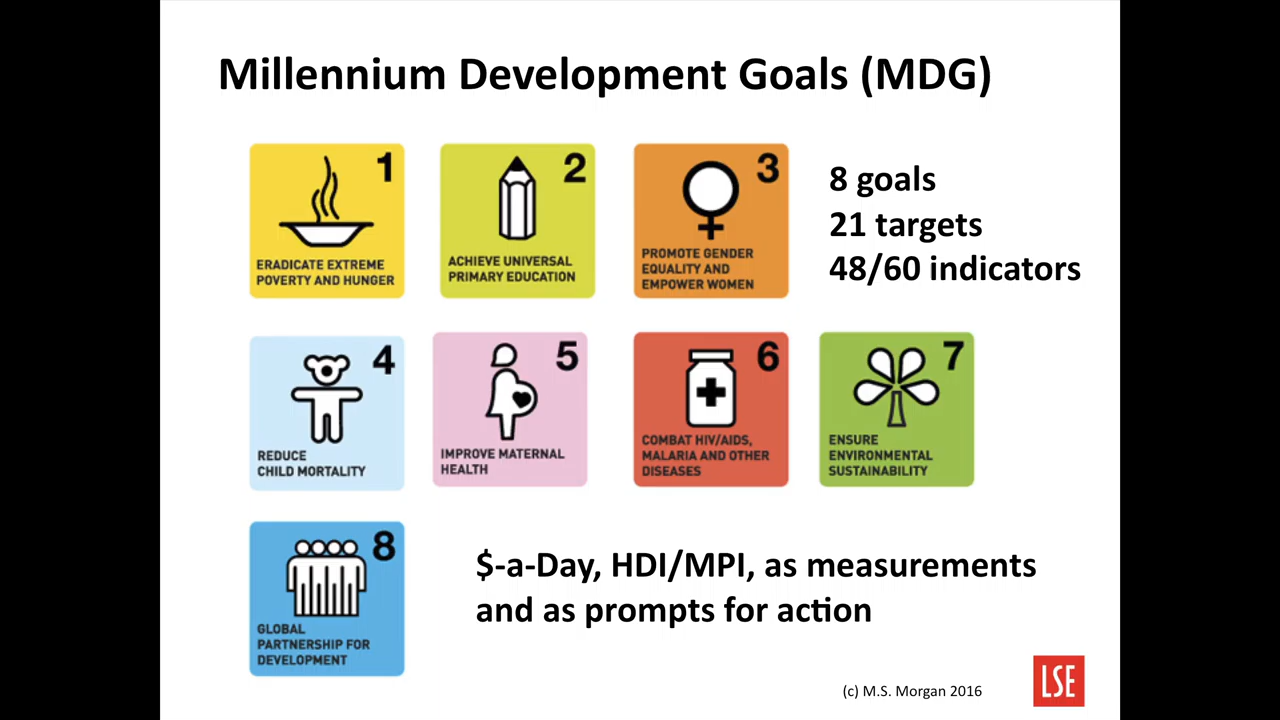 Millennium Development Goals (MDG)
1
ERADICATE EXTREME
POVERTY AND HUNGER
2
ACHIEVE UNIVERSAL
PRIMARY EDUCATION
3
PROMOTE GENDER
EQUALITY AND
EMPOWER WOMEN
8 goals
21 targets
48/60 indicators
4
REDUCE
CHILD MORTALITY
5
IMPROVE MATERNAL
HEALTH
6
COMBAT HIV/AIDS,
MALARIA AND OTHER
DISEASES
7
ENSURE
ENVIRONMENTAL
SUSTAINABILITY
8
GLOBAL
PARTNERSHIP FOR
DEVELOPMENT
$-a-Day, HDI/MPI, as measurements
and as prompts for action
(c) M.S. Morgan 2016
LSE